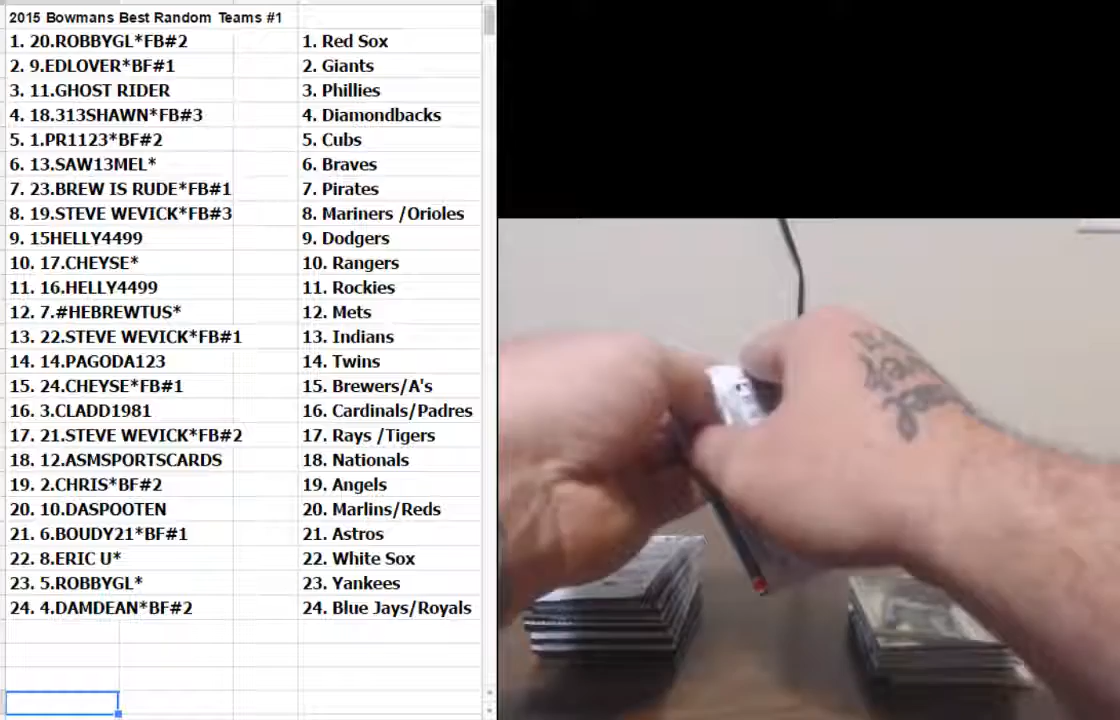 2015 Bowmans Best Random Teams #1
1. 20.ROBBYGL*FB#2 1. Red Sox
2. 9.EDLOVER*BF#1 2. Giants
3. 11.GHOST RIDER 3. Phillies
4. 18.313SHAWN*FB#3 4. Diamondbacks
5. 1.PR1123*BF#2 5. Cubs
6. 13.SAW13MEL* 6. Braves
7. 23.BREW IS RUDE*FB#1 7. Pirates
8. 19.STEVE WEVICK*FB#3 8. Mariners /Orioles
9. 15HELLY4499 9. Dodgers
10. 17.CHEYSE* 10. Rangers
11. 16.HELLY4499 11. Rockies
12. 7.#HEBREWTUS* 12. Mets
13. 22.STEVE WEVICK*FB#1 13. Indians
14. 14.PAGODA123 14. Twins
15. 24.CHEYSE*FB#1 15. Brewers/A's
16. 3.CLADD1981 16. Cardinals/Padres
17. 21.STEVE WEVICK*FB#2 17. Rays /Tigers
18. 12.ASMSPORTSCARDS 18. Nationals
19. 2.CHRIS*BF#2 19. Angels
20. 10.DASPOOTEN 20. Marlins/Reds
21. 6.BOUDY21*BF#1 21. Astros
22. 8.ERIC U* 22. White Sox
23. 5.ROBBYGL* 23. Yankees
24. 4.DAMDEAN*BF#2 24. Blue Jays/Royals